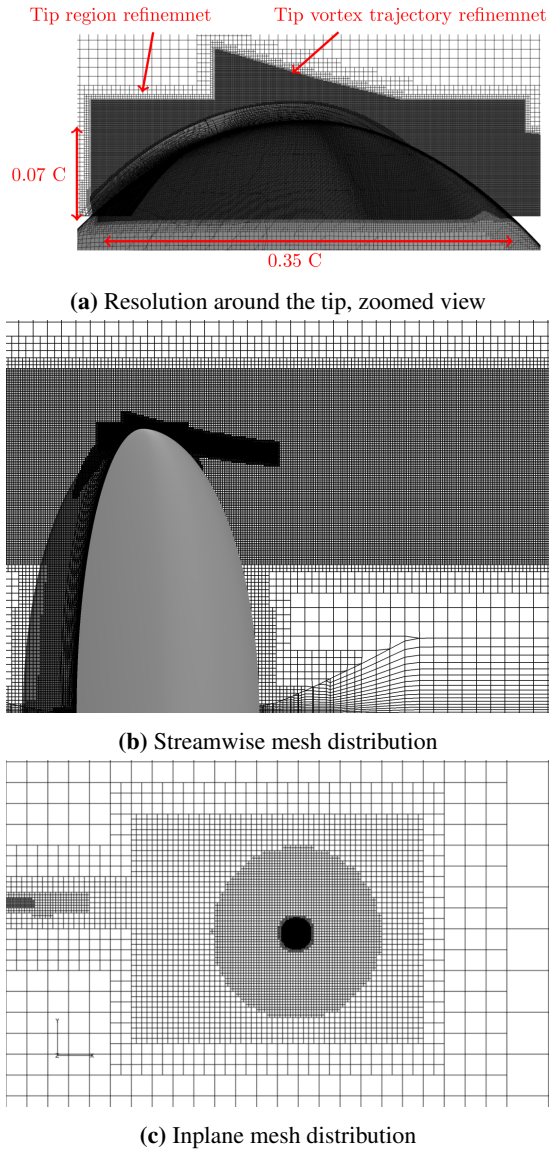 Tip region refinemnet
Tip vortex trajectory refinemnet
0.07 C
0.35 C
(a) Resolution around the tip, zoomed view
(b) Streamwise mesh distribution
Y
Z
X
(c) Inplane mesh distribution